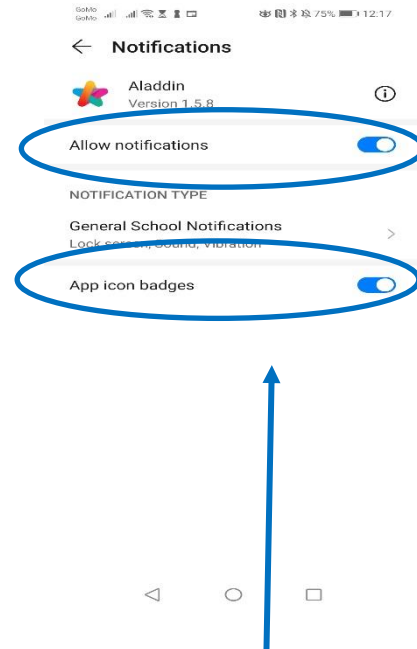 GoMo
GoMo
75% 12:17
Notifications
Aladdin
Version 1.5.8
Allow notifications
NOTIFICATION TYPE
General School Notifications
Lock screen, Sound, Vibration
App icon badges